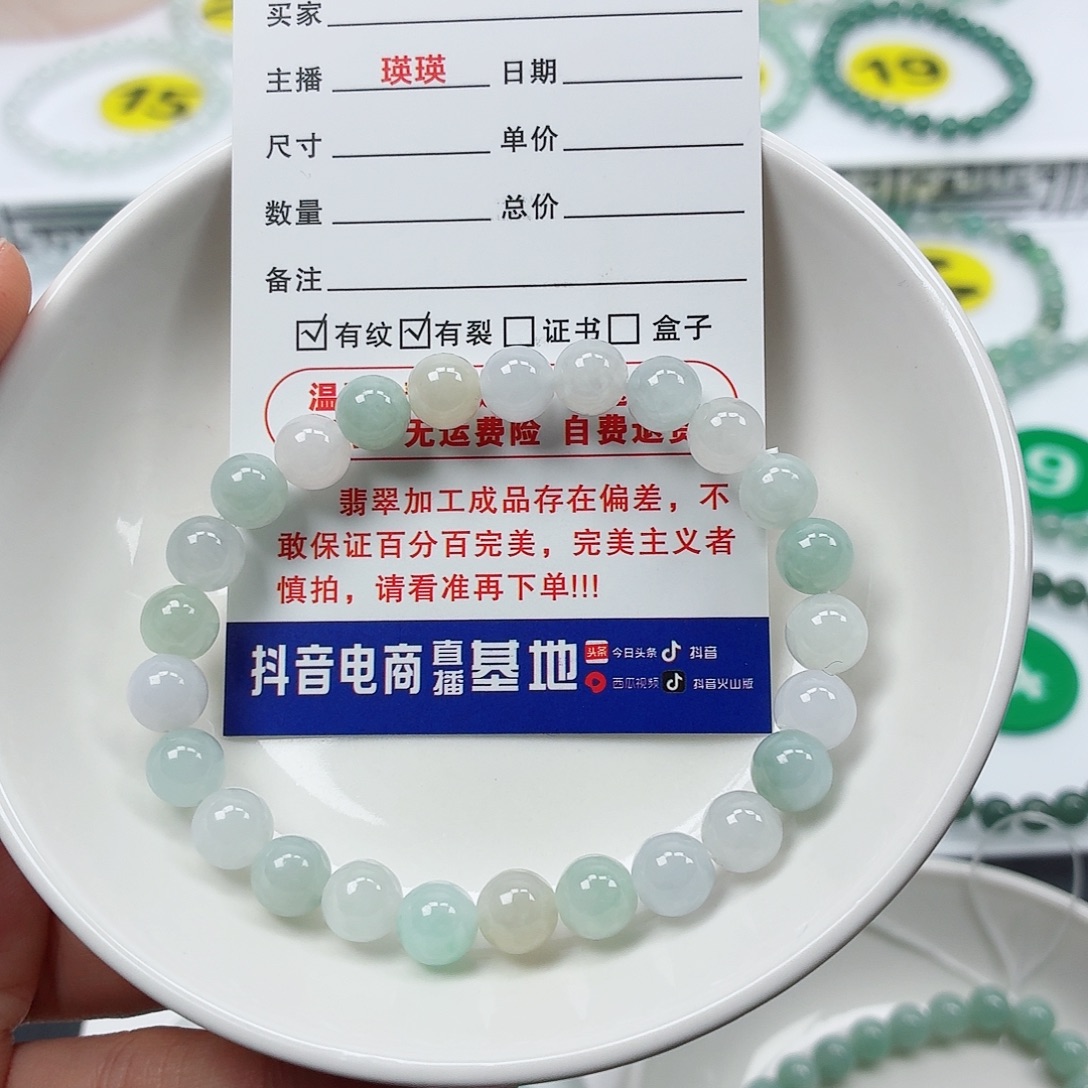 买家
主播 瑛瑛 日期
尺寸 单价
数量 总价
备注
有纹 有裂 证书 盒子
温
无运费险 自费退货
翡翠加工成品存在偏差，不
敢保证百分百完美，完美主义者
慎拍，请看准再下单!!!
抖音电商 直播 基地
头条 今日头条 抖音
西瓜视频 抖音火山版
15
19
9